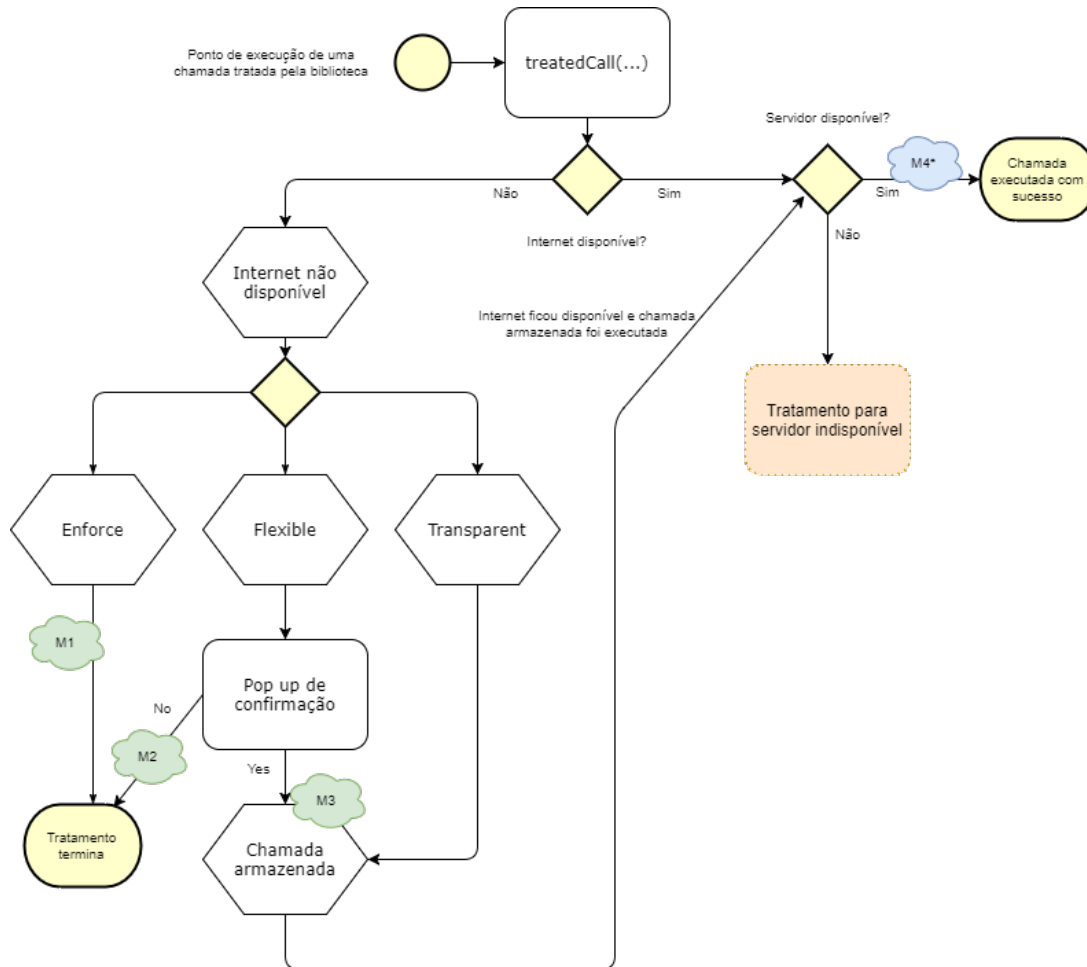 Ponto de execução de uma
chamada tratada pela biblioteca
treatedCall(...)
Servidor disponível?
M4*
Chamada
executada com
sucesso
Não
Sim
Sim
Não
Internet disponível?
Internet não
disponível
Internet ficou disponível e chamada
armazenada foi executada
Tratamento para
servidor indisponível
Enforce
Flexible
Transparent
M1
Pop up de
confirmação
No
M2
Yes
M3
Tratamento
termina
Chamada
armazenada